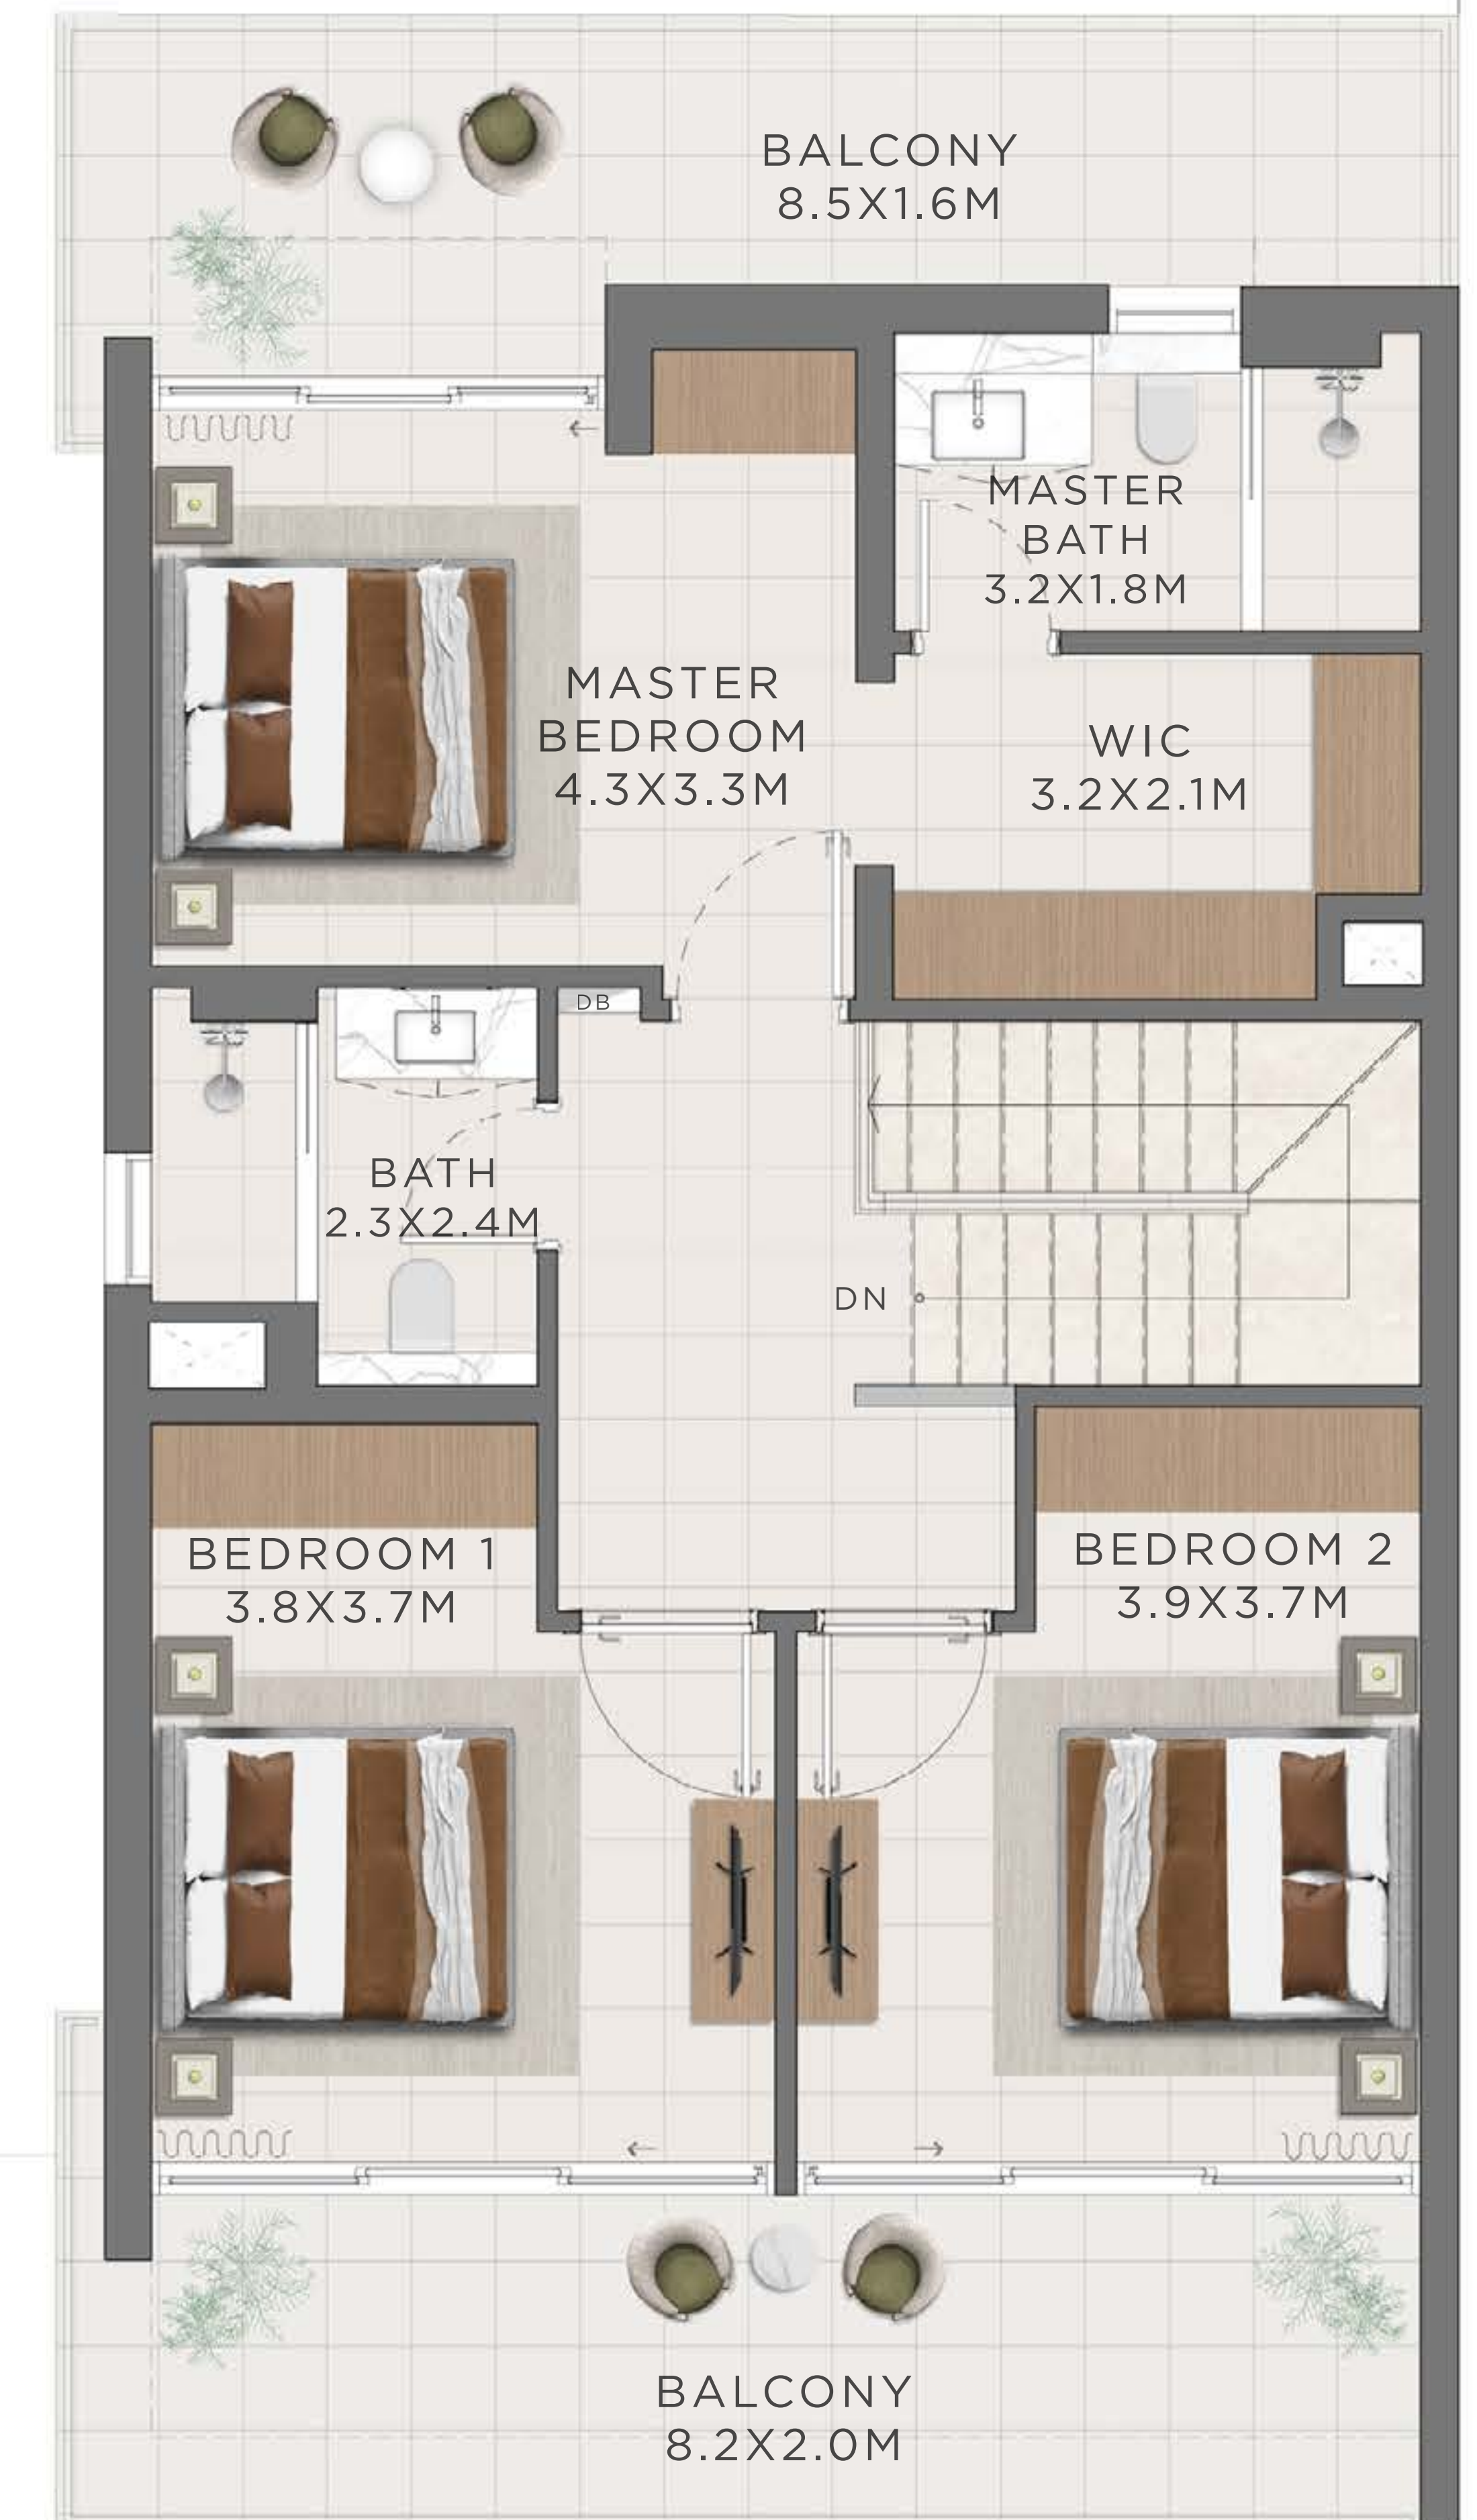 BALCONY
8.5X1.6M
MASTER
BATH
3.2X1.8M
MASTER
BEDROOM
4.3X3.3M
WIC
3.2X2.1M
DB
BATH
2.3X2.4M
DN
BEDROOM 1
3.8X3.7M
BEDROOM 2
3.9X3.7M
BALCONY
8.2X2.0M